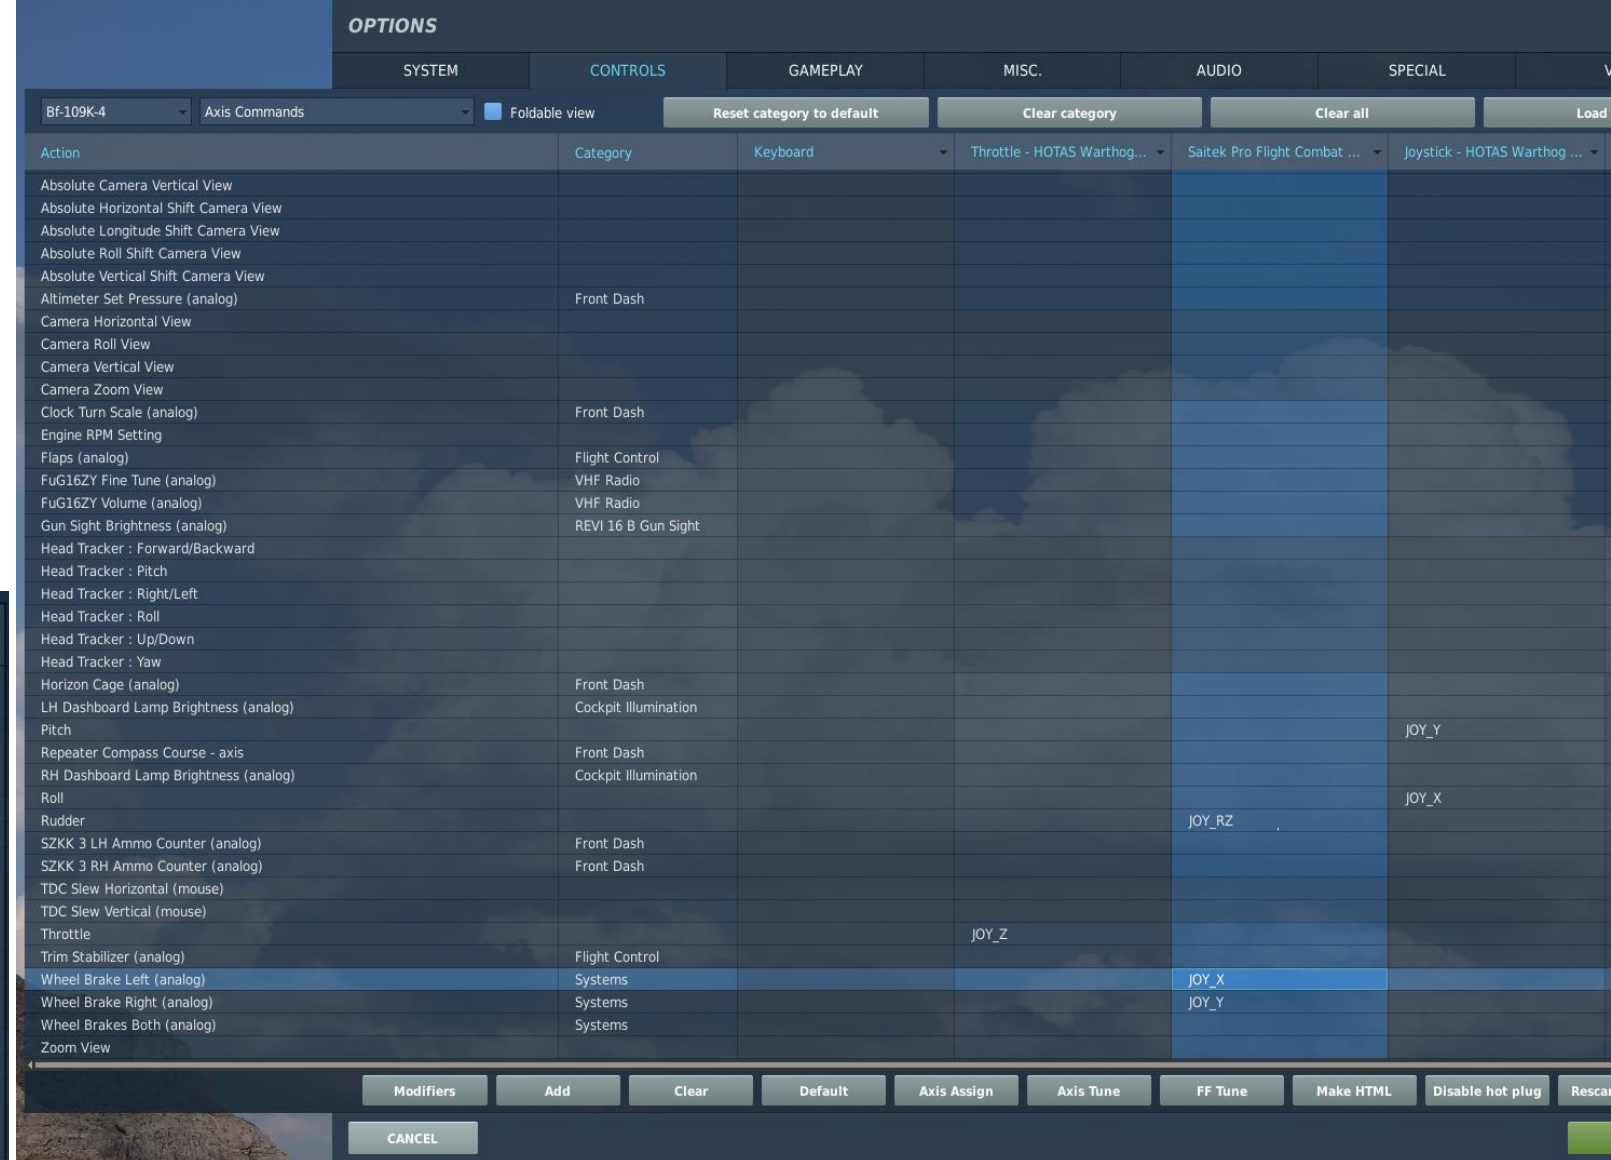 OPTIONS
SYSTEM CONTROLS GAMEPLAY MISC. AUDIO SPECIAL V
Bf-109K-4 Axis Commands Foldable view Reset category to default Clear category Clear all Load
Action Category Keyboard Throttle - HOTAS Warthog... Saitek Pro Flight Combat ... Joystick - HOTAS Warthog ...
Absolute Camera Vertical View
Absolute Horizontal Shift Camera View
Absolute Longitude Shift Camera View
Absolute Roll Shift Camera View
Absolute Vertical Shift Camera View
Altimeter Set Pressure (analog) Front Dash
Camera Horizontal View
Camera Roll View
Camera Vertical View
Camera Zoom View
Clock Turn Scale (analog) Front Dash
Engine RPM Setting
Flaps (analog) Flight Control
FuG16ZY Fine Tune (analog) VHF Radio
FuG16ZY Volume (analog) VHF Radio
Gun Sight Brightness (analog) REVI 16 B Gun Sight
Head Tracker : Forward/Backward
Head Tracker : Pitch
Head Tracker : Right/Left
Head Tracker : Roll
Head Tracker : Up/Down
Head Tracker : Yaw
Horizon Cage (analog) Front Dash
LH Dashboard Lamp Brightness (analog) Cockpit Illumination
Pitch JOY_Y
Repeater Compass Course - axis Front Dash
RH Dashboard Lamp Brightness (analog) Cockpit Illumination
Roll JOY_X
Rudder JOY_RZ
SZKK 3 LH Ammo Counter (analog) Front Dash
SZKK 3 RH Ammo Counter (analog) Front Dash
TDC Slew Horizontal (mouse)
TDC Slew Vertical (mouse)
Throttle JOY_Z
Trim Stabilizer (analog) Flight Control
Wheel Brake Left (analog) Systems JOY_X
Wheel Brake Right (analog) Systems JOY_Y
Wheel Brakes Both (analog) Systems
Zoom View
Modifiers Add Clear Default Axis Assign Axis Tune FF Tune Make HTML Disable hot plug Rescan
CANCEL